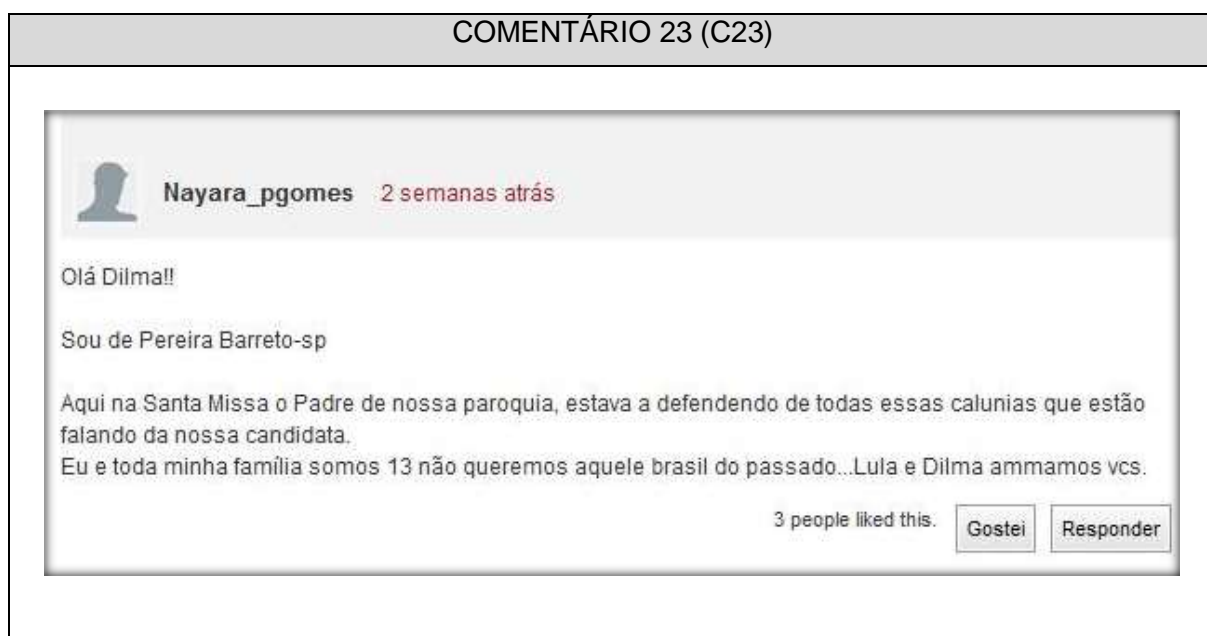 COMENTÁRIO 23 (C23)
Nayara_pgomes 2 semanas atrás
Olá Dilma!!
Sou de Pereira Barreto-sp
Aqui na Santa Missa o Padre de nossa paroquia, estava a defendendo de todas essas calunias que estão
falando da nossa candidata.
Eu e toda minha família somos 13 não queremos aquele brasil do passado...Lula e Dilma ammamos vcs.
3 people liked this. Gostei Responder